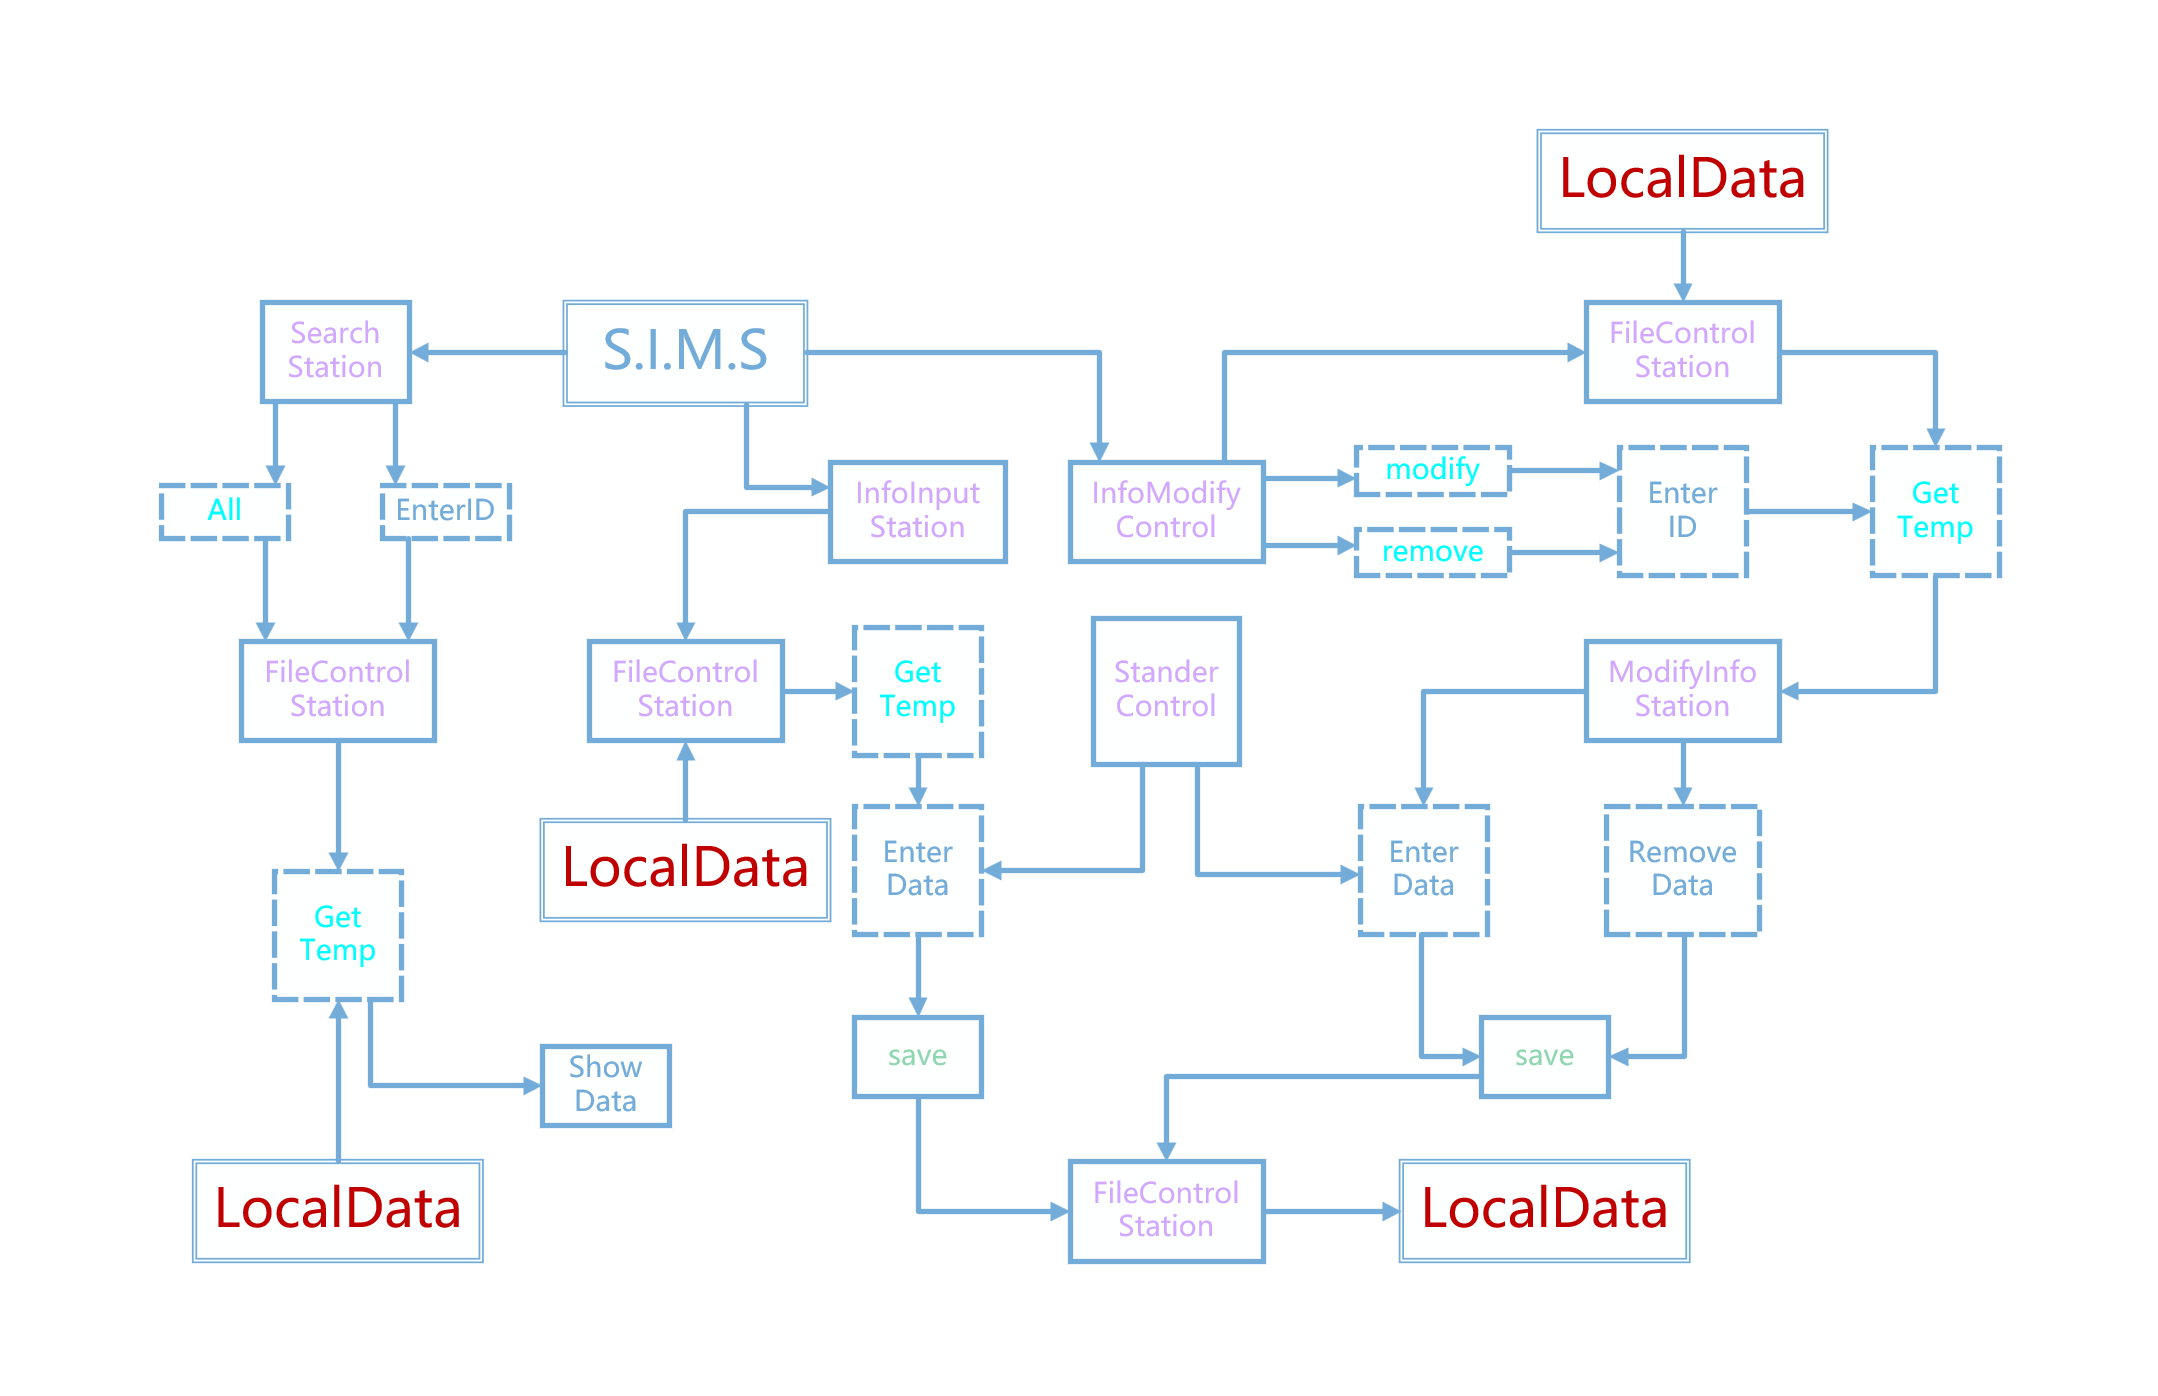 LocalData
Search
Station
S.I.M.S
FileControl
Station
All
EnterID
InfoInput
Station
InfoModify
Control
modify
remove
Enter
ID
Get
Temp
FileControl
Station
FileControl
Station
Get
Temp
Stander
Control
ModifyInfo
Station
LocalData
Enter
Data
Enter
Data
Remove
Data
Get
Temp
Show
Data
save
save
LocalData
FileControl
Station
LocalData